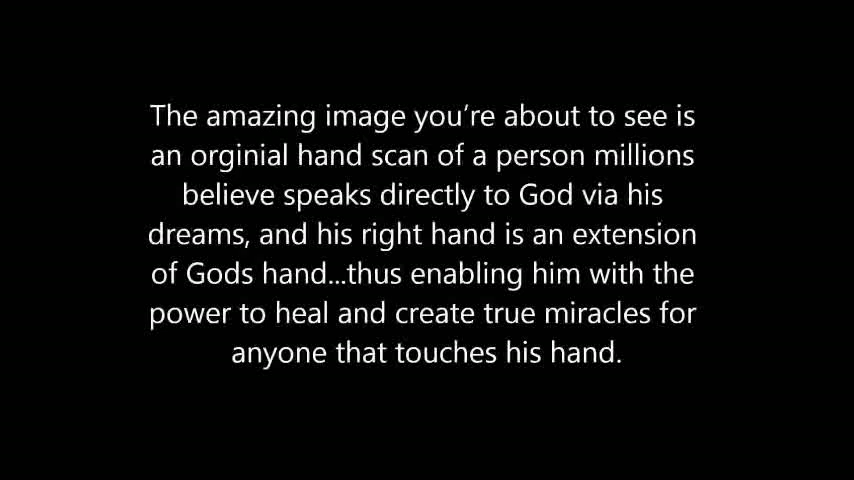 The amazing image you’re about to see is
an orginial hand scan of a person millions
believe speaks directly to God via his
dreams, and his right hand is an extension
of Gods hand...thus enabling him with the
power to heal and create true miracles for
anyone that touches his hand.